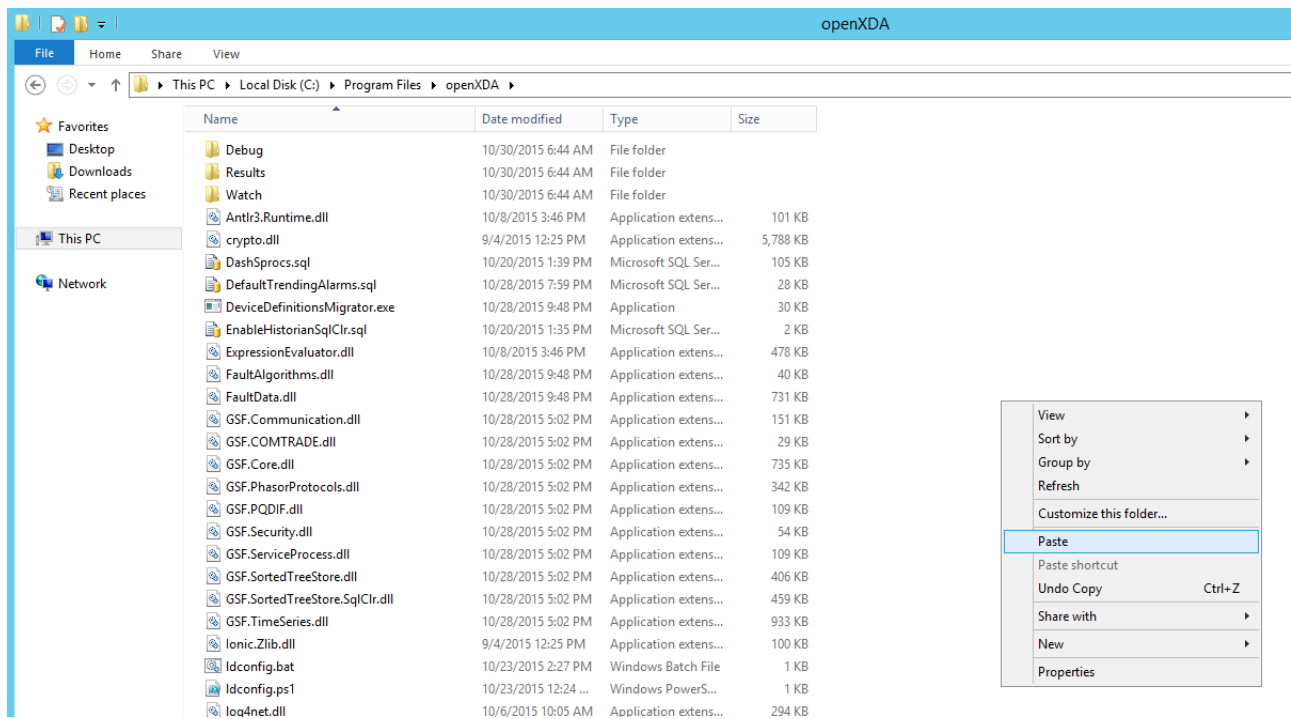 openXDA
File Home Share View
This PC Local Disk (C:) Program Files openXDA
Favorites
Desktop
Downloads
Recent places
This PC
Network
Name Date modified Type Size
Debug 10/30/2015 6:44 AM File folder
Results 10/30/2015 6:44 AM File folder
Watch 10/30/2015 6:44 AM File folder
Antlr3.Runtime.dll 10/8/2015 3:46 PM Application extens... 101 KB
crypto.dll 9/4/2015 12:25 PM Application extens... 5,788 KB
DashSprocs.sql 10/20/2015 1:39 PM Microsoft SQL Ser... 105 KB
DefaultTrendingAlarms.sql 10/28/2015 7:59 PM Microsoft SQL Ser... 28 KB
DeviceDefinitionsMigrator.exe 10/28/2015 9:48 PM Application 30 KB
EnableHistorianSqlClr.sql 10/20/2015 1:35 PM Microsoft SQL Ser... 2 KB
ExpressionEvaluator.dll 10/8/2015 3:46 PM Application extens... 478 KB
FaultAlgorithms.dll 10/28/2015 9:48 PM Application extens... 40 KB
FaultData.dll 10/28/2015 9:48 PM Application extens... 731 KB
GSF.Communication.dll 10/28/2015 5:02 PM Application extens... 151 KB
GSF.COMTRADE.dll 10/28/2015 5:02 PM Application extens... 29 KB
GSF.Core.dll 10/28/2015 5:02 PM Application extens... 735 KB
GSF.PhasorProtocols.dll 10/28/2015 5:02 PM Application extens... 342 KB
GSF.PQDIF.dll 10/28/2015 5:02 PM Application extens... 109 KB
GSF.Security.dll 10/28/2015 5:02 PM Application extens... 54 KB
GSF.ServiceProcess.dll 10/28/2015 5:02 PM Application extens... 109 KB
GSF.SortedTreeStore.dll 10/28/2015 5:02 PM Application extens... 406 KB
GSF.SortedTreeStore.SqlClr.dll 10/28/2015 5:02 PM Application extens... 459 KB
GSF.TimeSeries.dll 10/28/2015 5:02 PM Application extens... 933 KB
Ionic.Zlib.dll 9/4/2015 12:25 PM Application extens... 100 KB
ldconfig.bat 10/23/2015 2:27 PM Windows Batch File 1 KB
ldconfig.ps1 10/23/2015 12:24 ... Windows PowerS... 1 KB
log4net.dll 10/6/2015 10:05 AM Application extens... 294 KB
View
Sort by
Group by
Refresh
Customize this folder...
Paste
Paste shortcut
Undo Copy Ctrl+Z
Share with
New
Properties